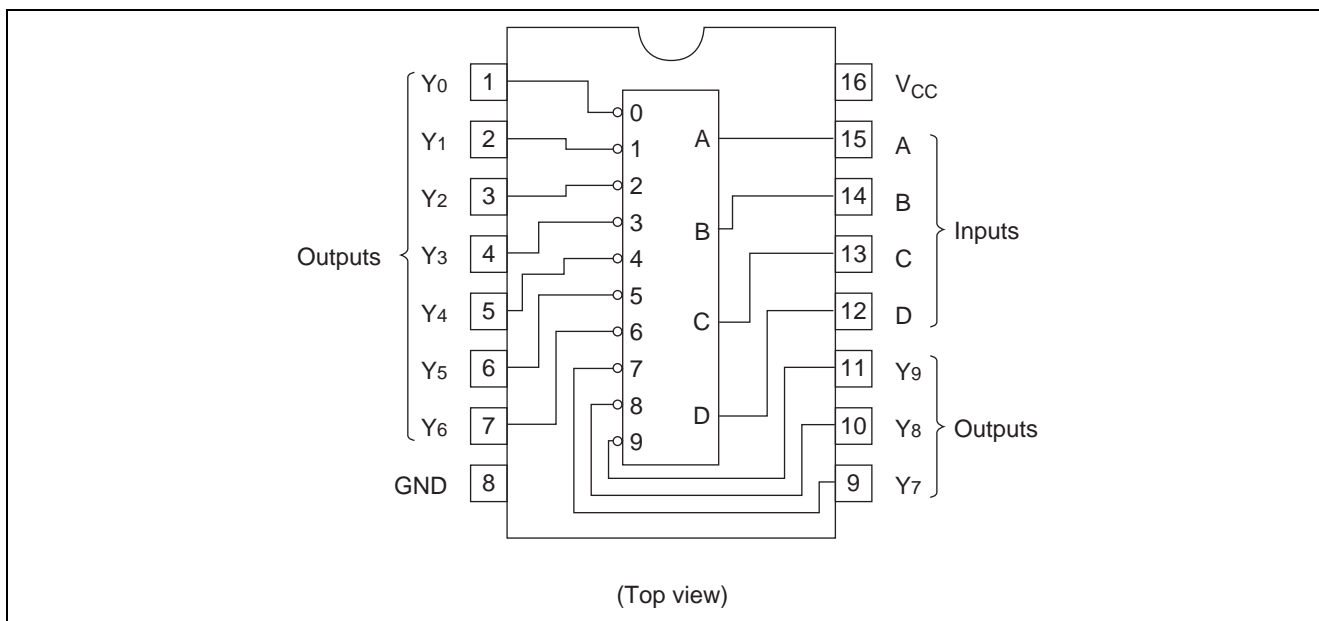 Y0 1 0 16 VCC
Y1 2 1 A 15 A
Y2 3 2 14 B
3 B
Outputs Y3 4 4 13 C Inputs
Y4 5 5 C 12 D
6
Y5 6 7 11 Y9
8 D
Y6 7 9 10 Y8 Outputs
GND 8 9 Y7
(Top view)